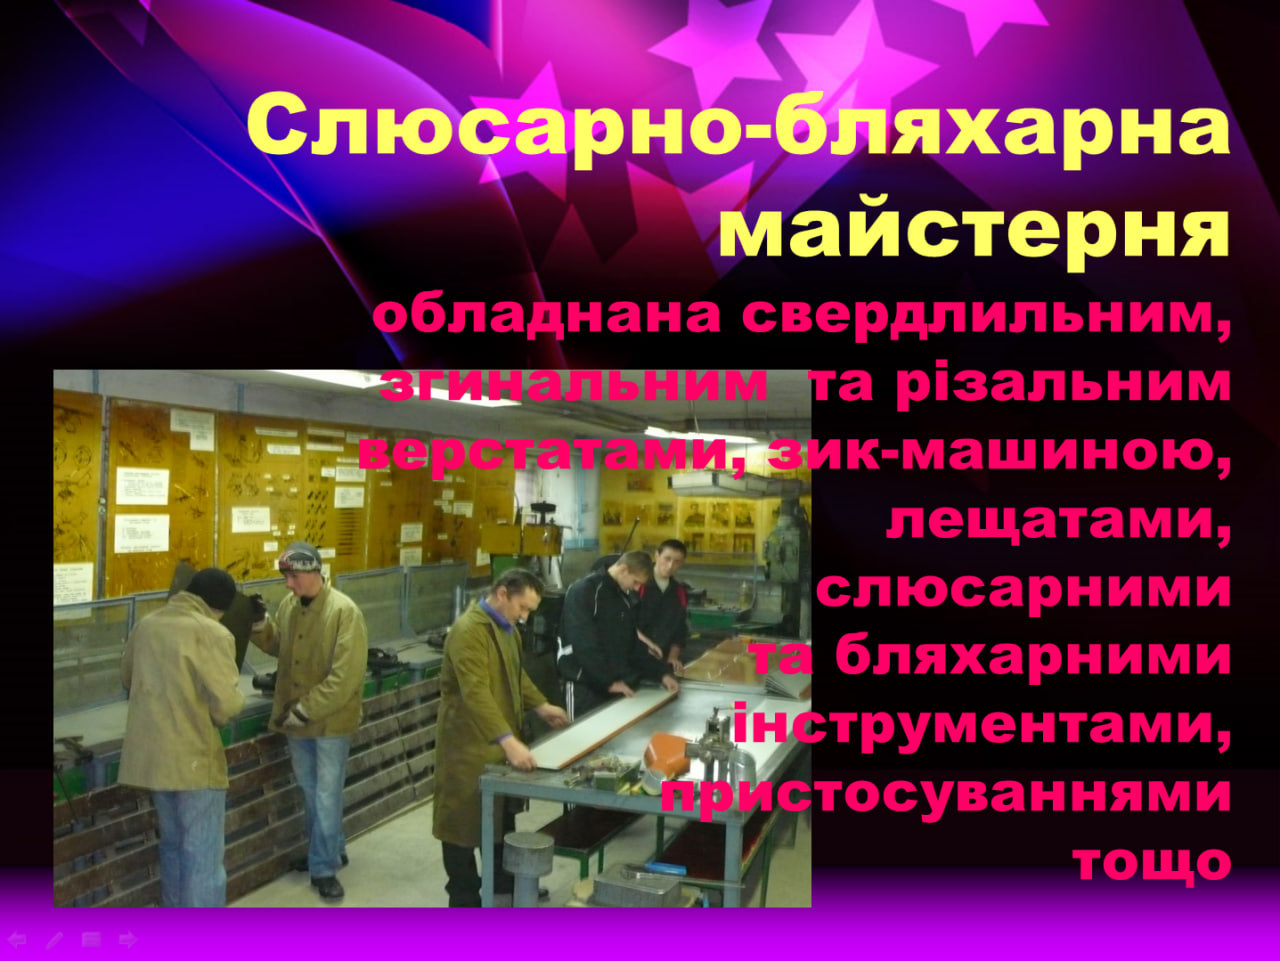 Слюсарно-бляхарна
майстерня
обладнана свердлильним,
згинальним та різальним
верстатами, зик-машиною,
лещатами,
слюсарними
та бляхарними
інструментами,
пристосуваннями
тощо